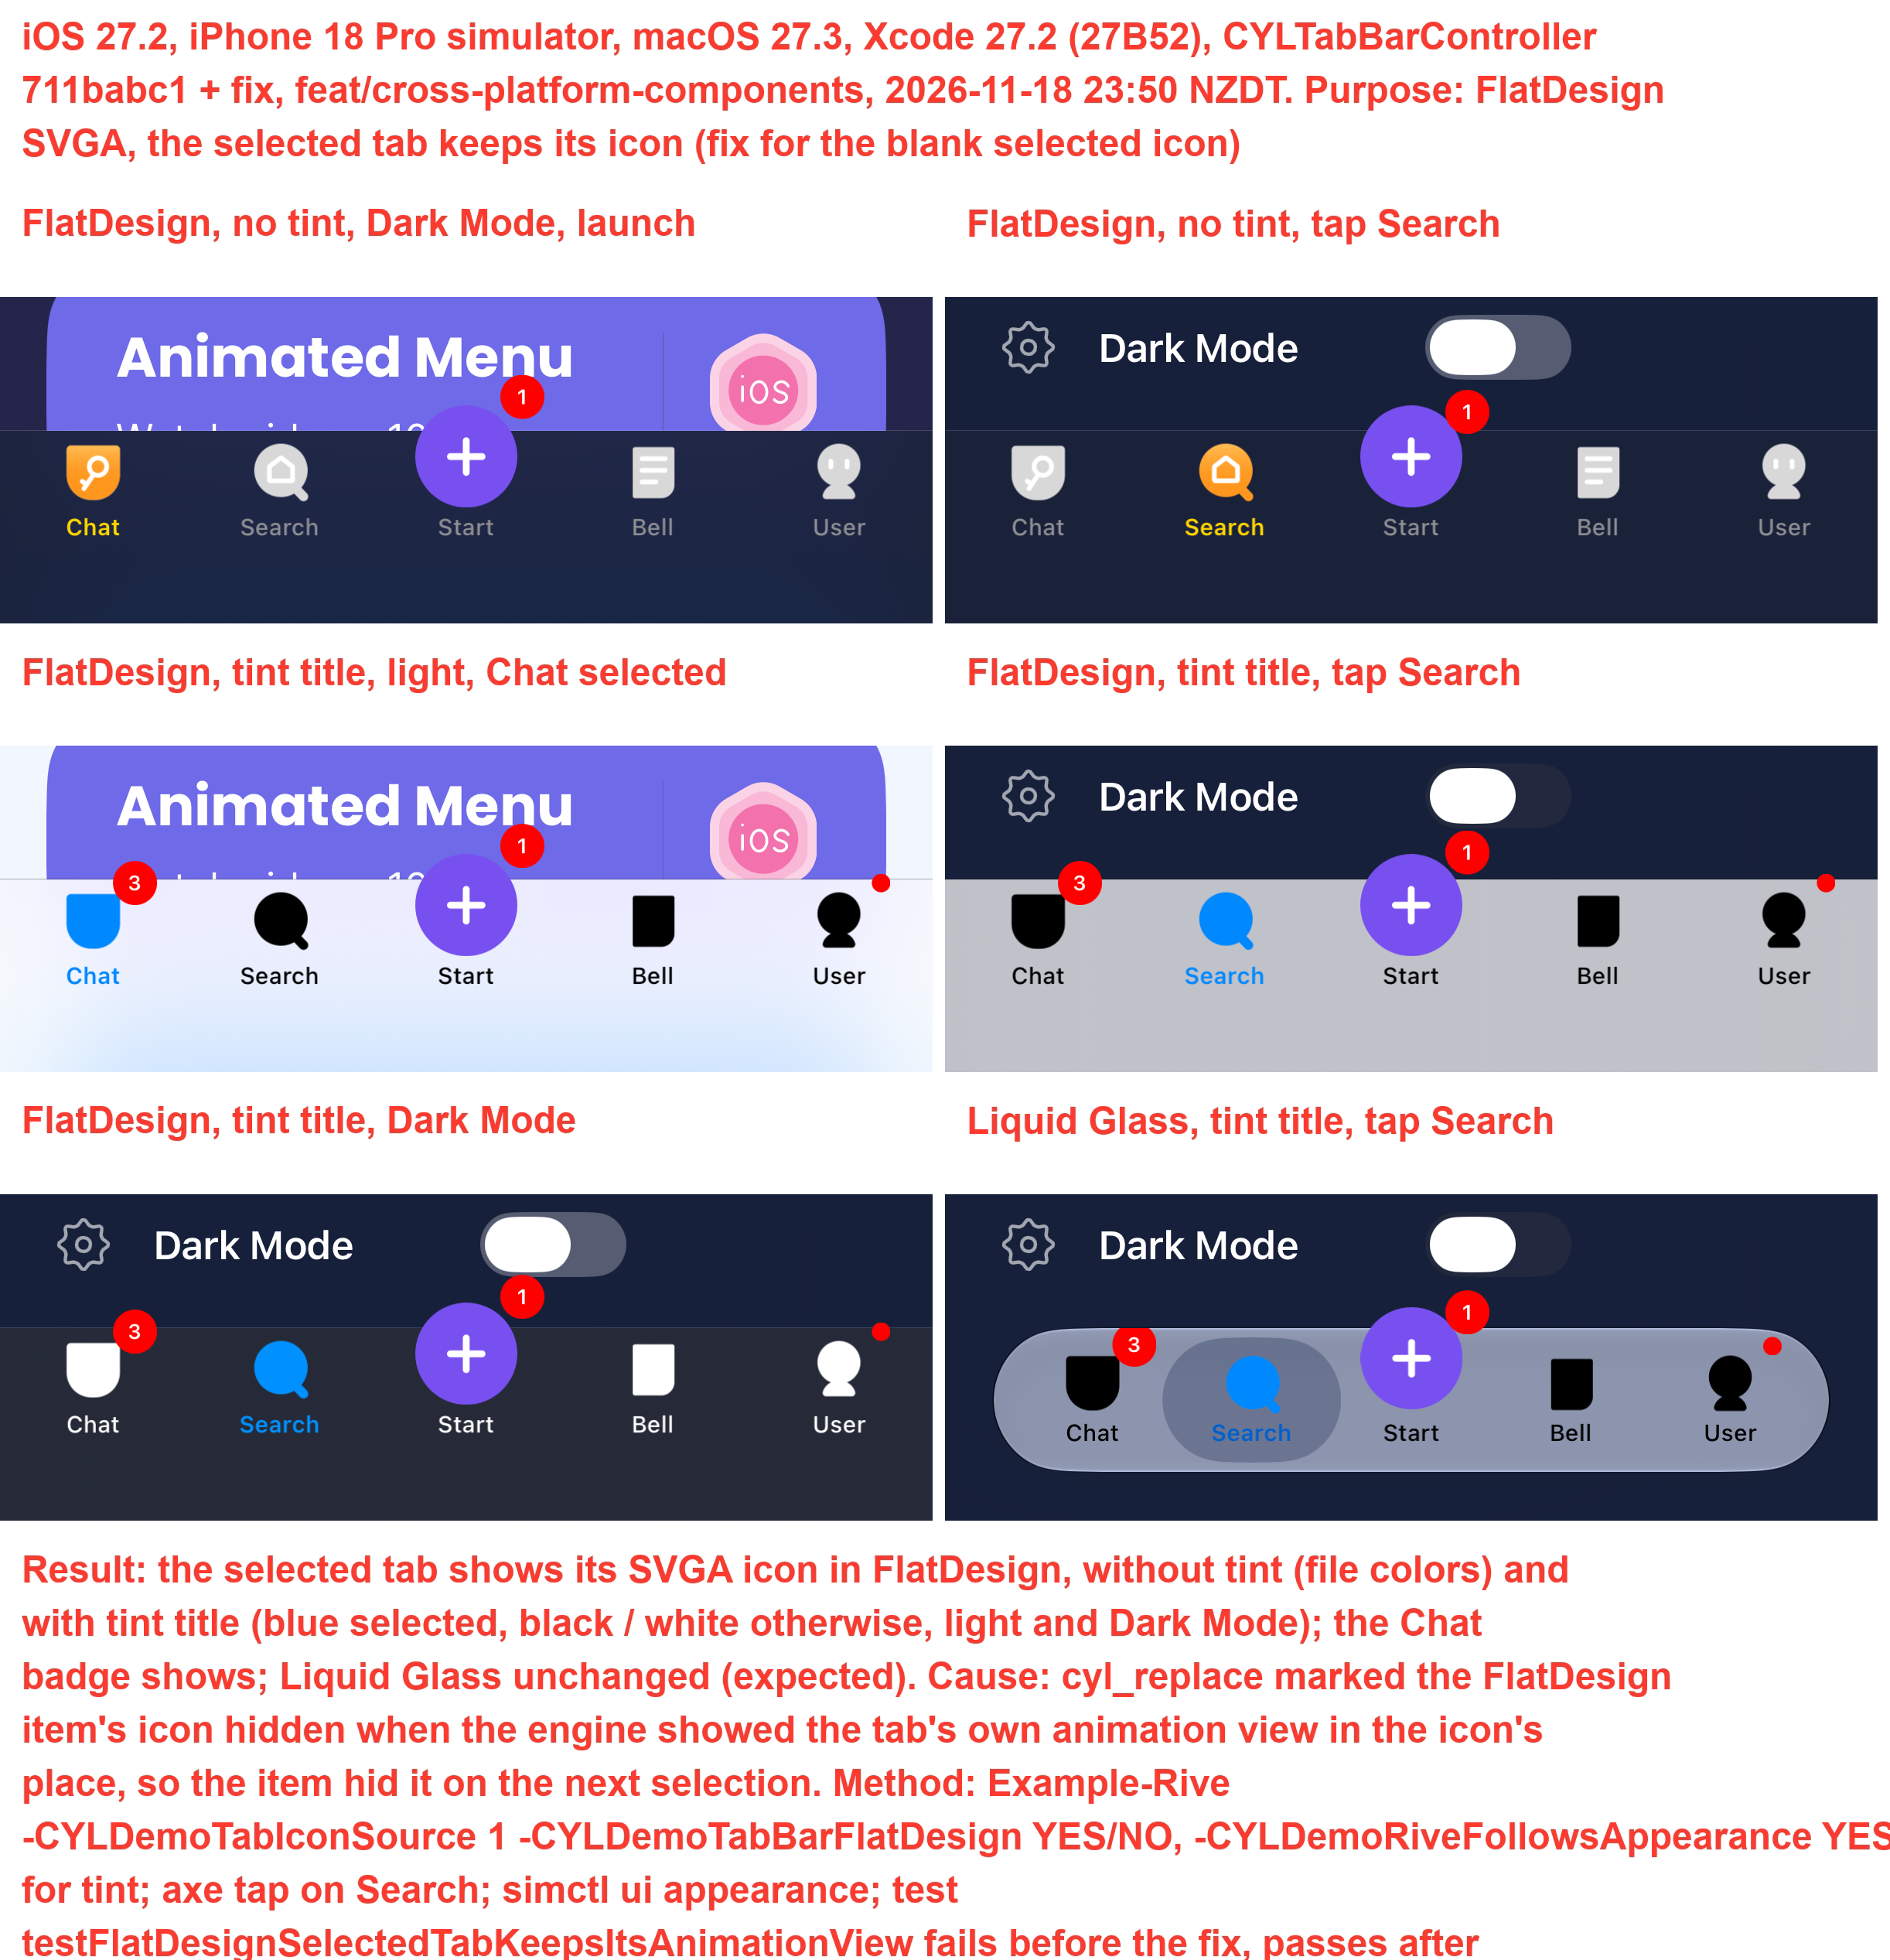 iOS 27.2, iPhone 18 Pro simulator, macOS 27.3, Xcode 27.2 (27B52), CYLTabBarController
711babc1 + fix, feat/cross-platform-components, 2026-11-18 23:50 NZDT. Purpose: FlatDesign
SVGA, the selected tab keeps its icon (fix for the blank selected icon)
FlatDesign, no tint, Dark Mode, launch
Animated Menu
iOS
1
Chat
Search
Start
Bell
User
FlatDesign, no tint, tap Search
Dark Mode
1
Chat
Search
Start
Bell
User
FlatDesign, tint title, light, Chat selected
Animated Menu
iOS
1
3
Chat
Search
Start
Bell
User
FlatDesign, tint title, tap Search
Dark Mode
1
3
Chat
Search
Start
Bell
User
FlatDesign, tint title, Dark Mode
Dark Mode
1
3
Chat
Search
Start
Bell
User
Liquid Glass, tint title, tap Search
Dark Mode
1
3
Chat
Search
Start
Bell
User
Result: the selected tab shows its SVGA icon in FlatDesign, without tint (file colors) and
with tint title (blue selected, black / white otherwise, light and Dark Mode); the Chat
badge shows; Liquid Glass unchanged (expected). Cause: cyl_replace marked the FlatDesign
item's icon hidden when the engine showed the tab's own animation view in the icon's
place, so the item hid it on the next selection. Method: Example-Rive
-CYLDemoTabIconSource 1 -CYLDemoTabBarFlatDesign YES/NO, -CYLDemoRiveFollowsAppearance YES
for tint; axe tap on Search; simctl ui appearance; test
testFlatDesignSelectedTabKeepsItsAnimationView fails before the fix, passes after